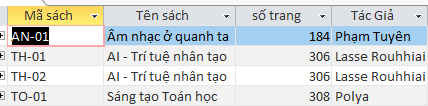 Mã sách Tên sách số trang Tác Giả
AN-01 Âm nhạc ở quanh ta 184 Phạm Tuyên
TH-01 AI - Trí tuệ nhân tạo 306 Lasse Rouhhiai
TH-02 AI - Trí tuệ nhân tạo 306 Lasse Rouhhiai
TO-01 Sáng tạo Toán học 308 Polya